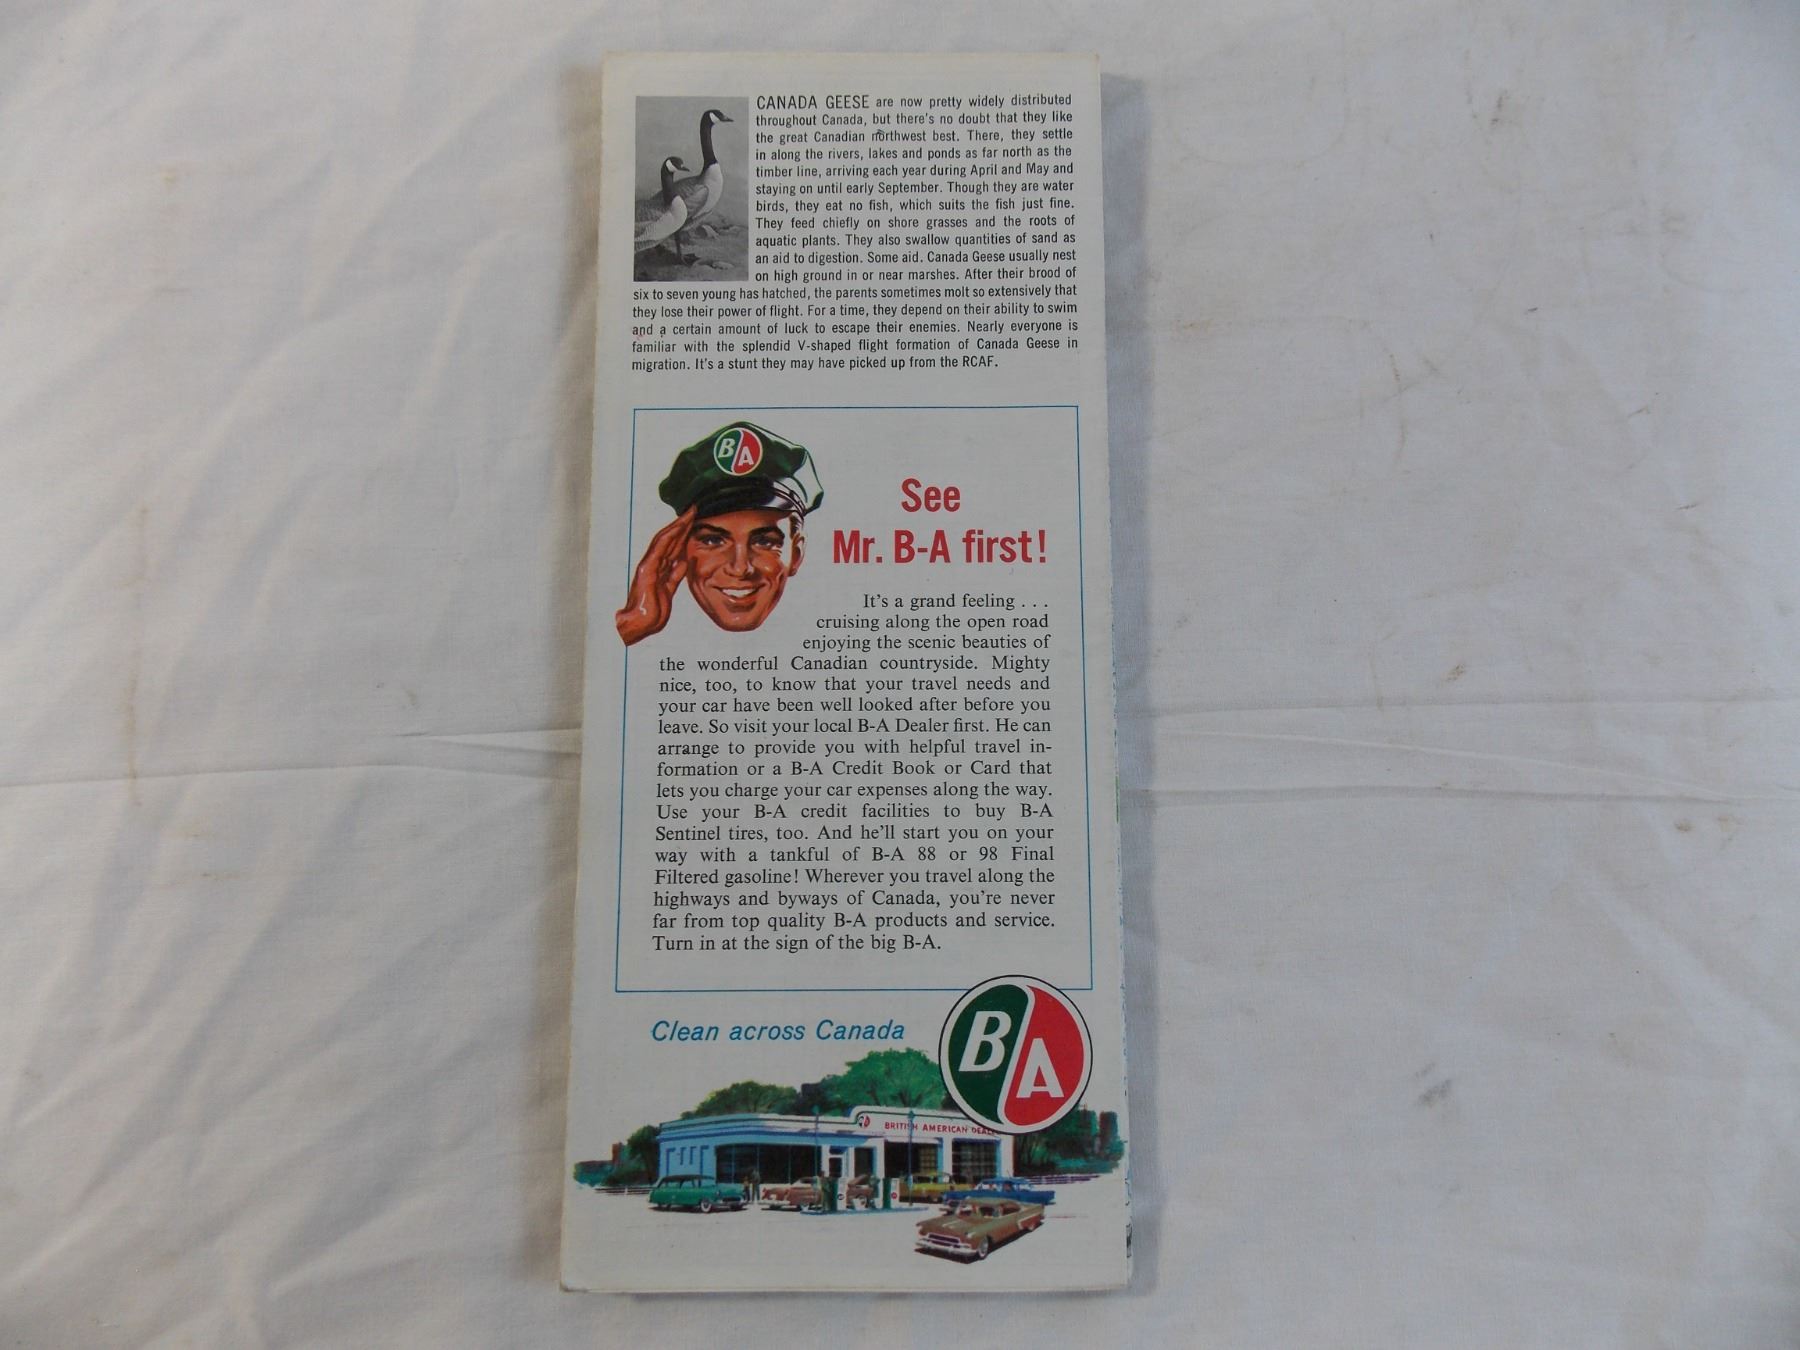 CANADA GEESE are now pretty widely distributed
throughout Canada, but there's no doubt that they like
the great Canadian northwest best. There, they settle
in along the rivers, lakes and ponds as far north as the
timber line, arriving each year during April and May and
staying on until early September. Though they are water
birds, they eat no fish, which suits the fish just fine.
They feed chiefly on shore grasses and the roots of
aquatic plants. They also swallow quantities of sand as
an aid to digestion. Some aid. Canada Geese usually nest
on high ground in or near marshes. After their brood of
six to seven young has hatched, the parents sometimes molt so extensively that
they lose their power of flight. For a time, they depend on their ability to swim
and a certain amount of luck to escape their enemies. Nearly everyone is
familiar with the splendid V-shaped flight formation of Canada Geese in
migration. It's a stunt they may have picked up from the RCAF.
B/A
See
Mr. B-A first!
It's a grand feeling . . .
cruising along the open road
enjoying the scenic beauties of
the wonderful Canadian countryside. Mighty
nice, too, to know that your travel needs and
your car have been well looked after before you
leave. So visit your local B-A Dealer first. He can
arrange to provide you with helpful travel in-
formation or a B-A Credit Book or Card that
lets you charge your car expenses along the way.
Use your B-A credit facilities to buy B-A
Sentinel tires, too. And he'll start you on your
way with a tankful of B-A 88 or 98 Final
Filtered gasoline! Wherever you travel along the
highways and byways of Canada, you're never
far from top quality B-A products and service.
Turn in at the sign of the big B-A.
Clean across Canada
B/A
BRITISH AMERICAN